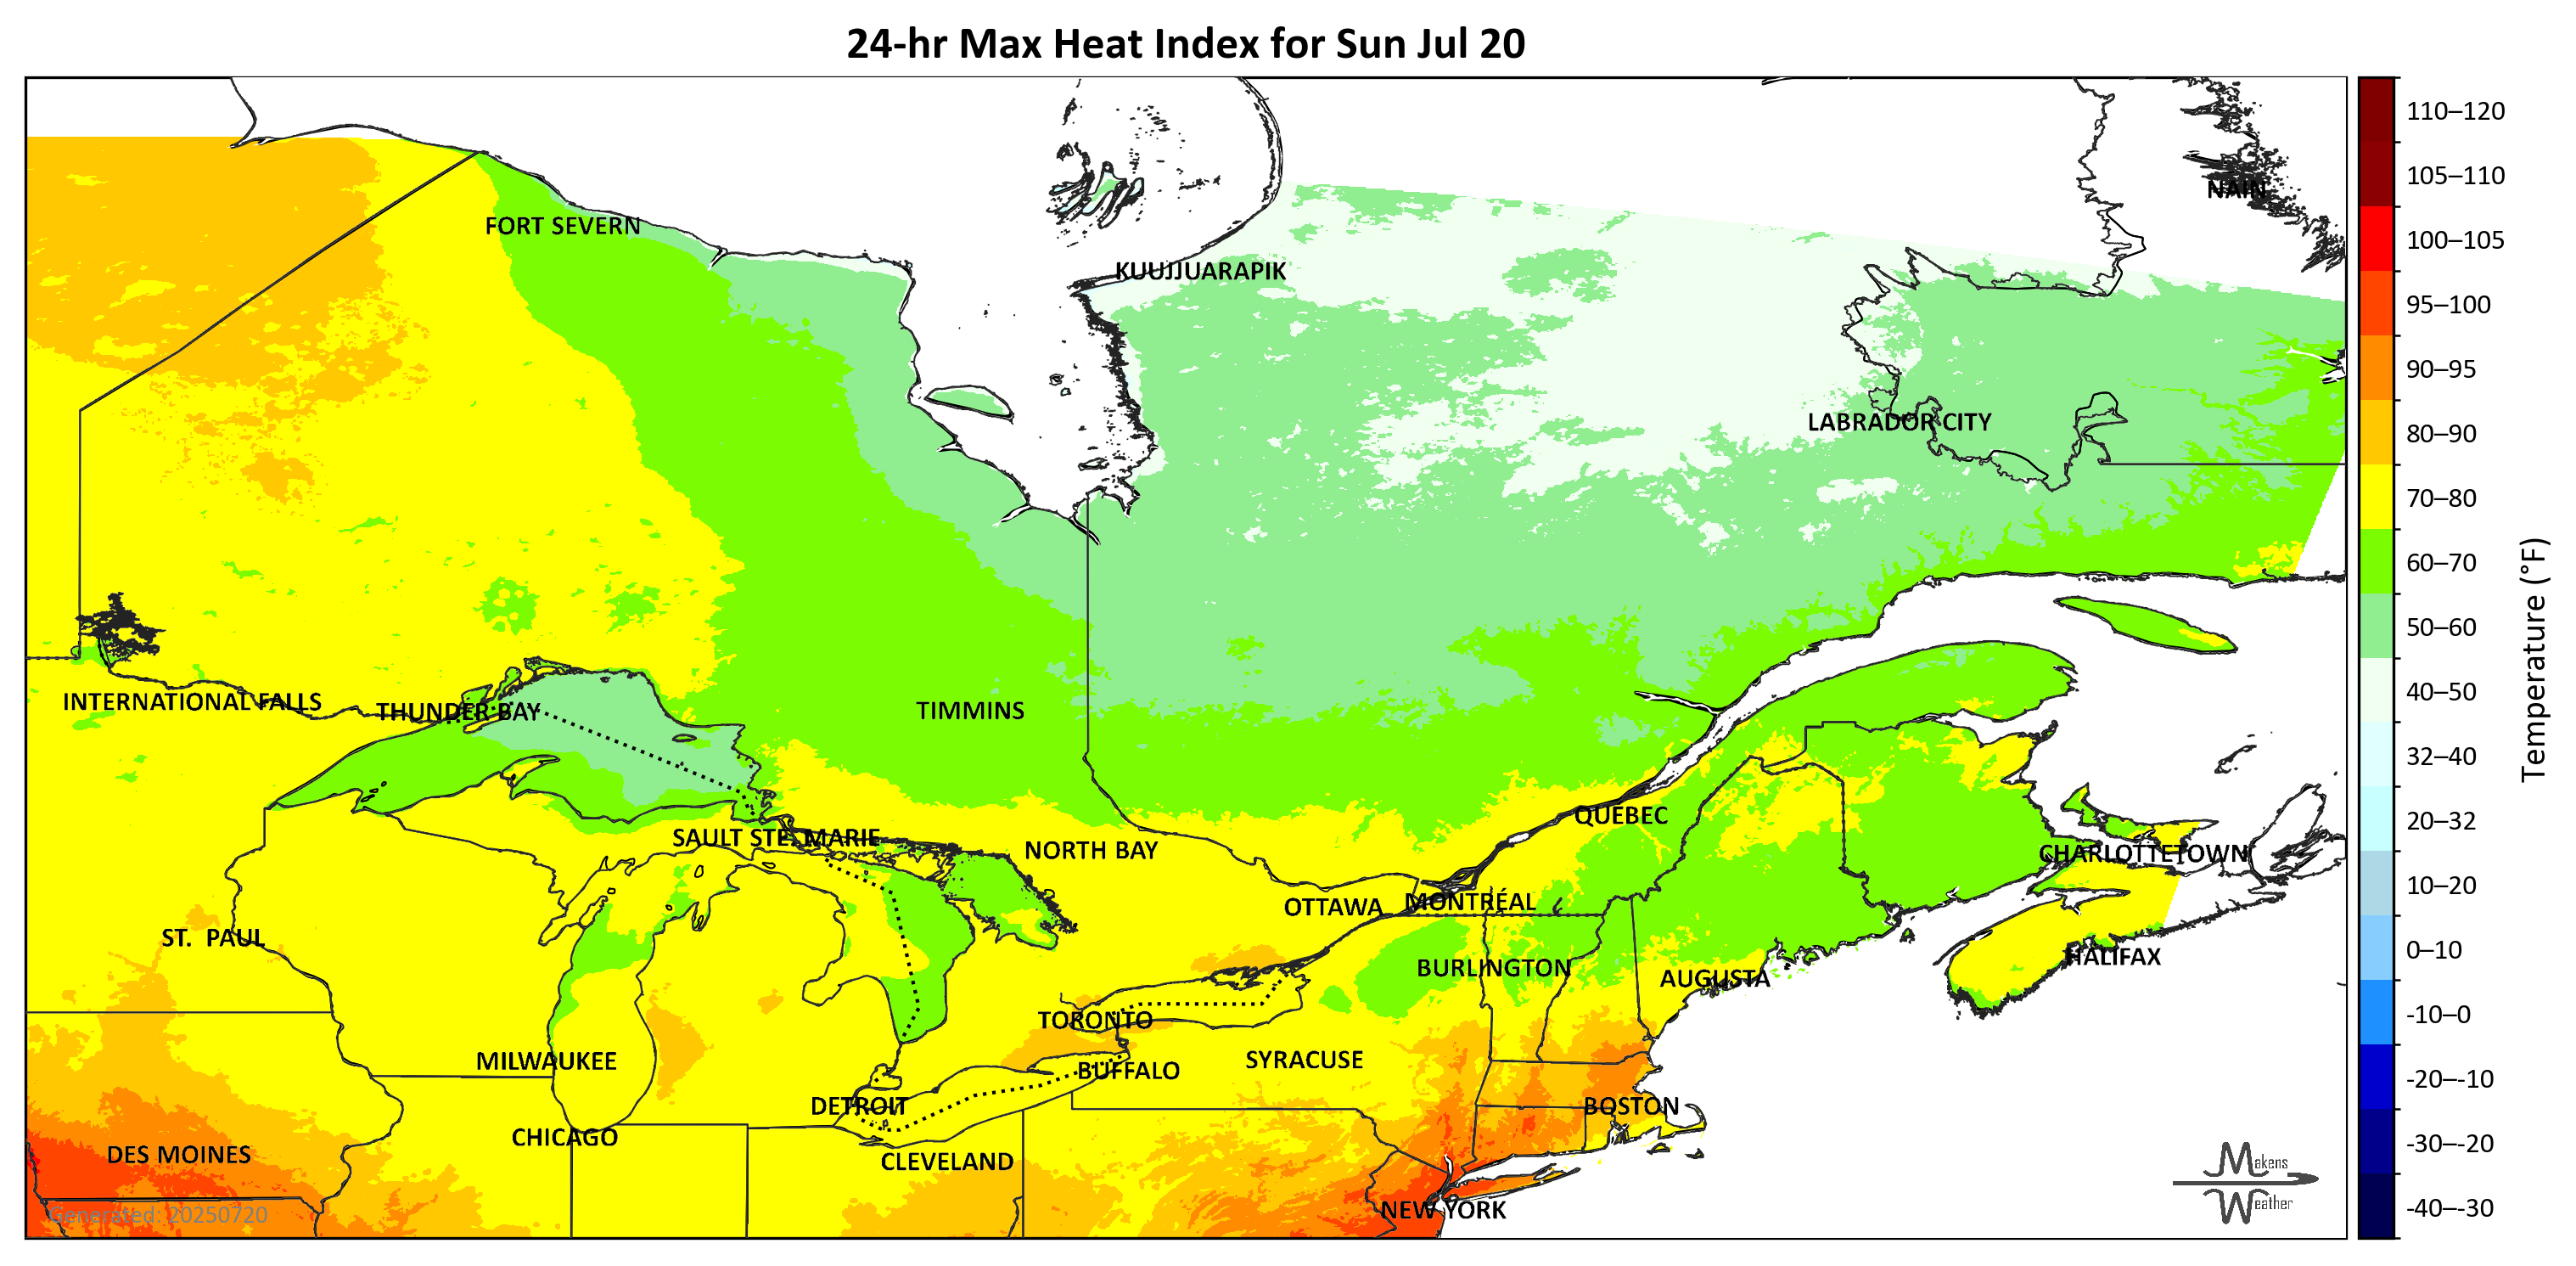 24-hr Max Heat Index for Sun Jul 20
110–120
105–110
NAIN
FORT SEVERN
100–105
KUUJJUARAPIK
95–100
90–95
LABRADOR CITY
80–90
70–80
60–70
50–60
Temperature (°F)
INTERNATIONAL FALLS
THUNDER BAY
TIMMINS
40–50
32–40
QUEBEC
20–32
SAULT STE. MARIE
NORTH BAY
CHARLOTTETOWN
10–20
OTTAWA
MONTRÉAL
ST.  PAUL
0–10
HALIFAX
BURLINGTON
AUGUSTA
-10–0
TORONTO
MILWAUKEE
SYRACUSE
BUFFALO
-20–-10
DETROIT
BOSTON
CHICAGO
-30–-20
DES MOINES
CLEVELAND
Makens
Weather
NEW YORK
-40–-30
Generated: 20250720